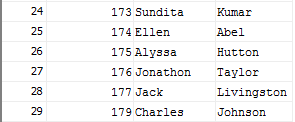 24 173 Sundita Kumar
25 174 Ellen Abel
26 175 Alyssa Hutton
27 176 Jonathon Taylor
28 177 Jack Livingston
29 179 Charles Johnson